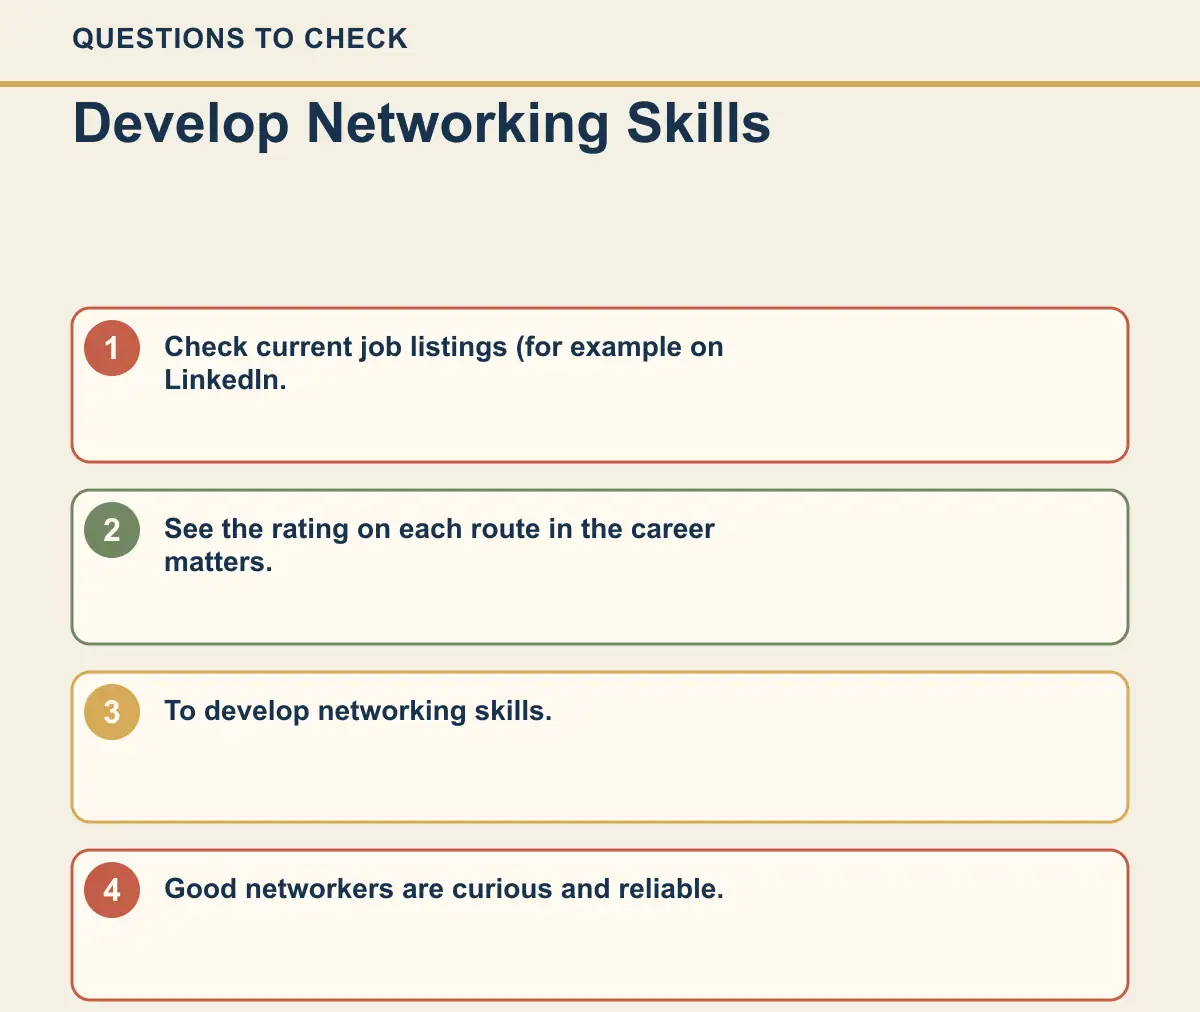 QUESTIONS TO CHECK
Develop Networking Skills
1
Check current job listings (for example on
LinkedIn.
2
See the rating on each route in the career
matters.
3
To develop networking skills.
4
Good networkers are curious and reliable.